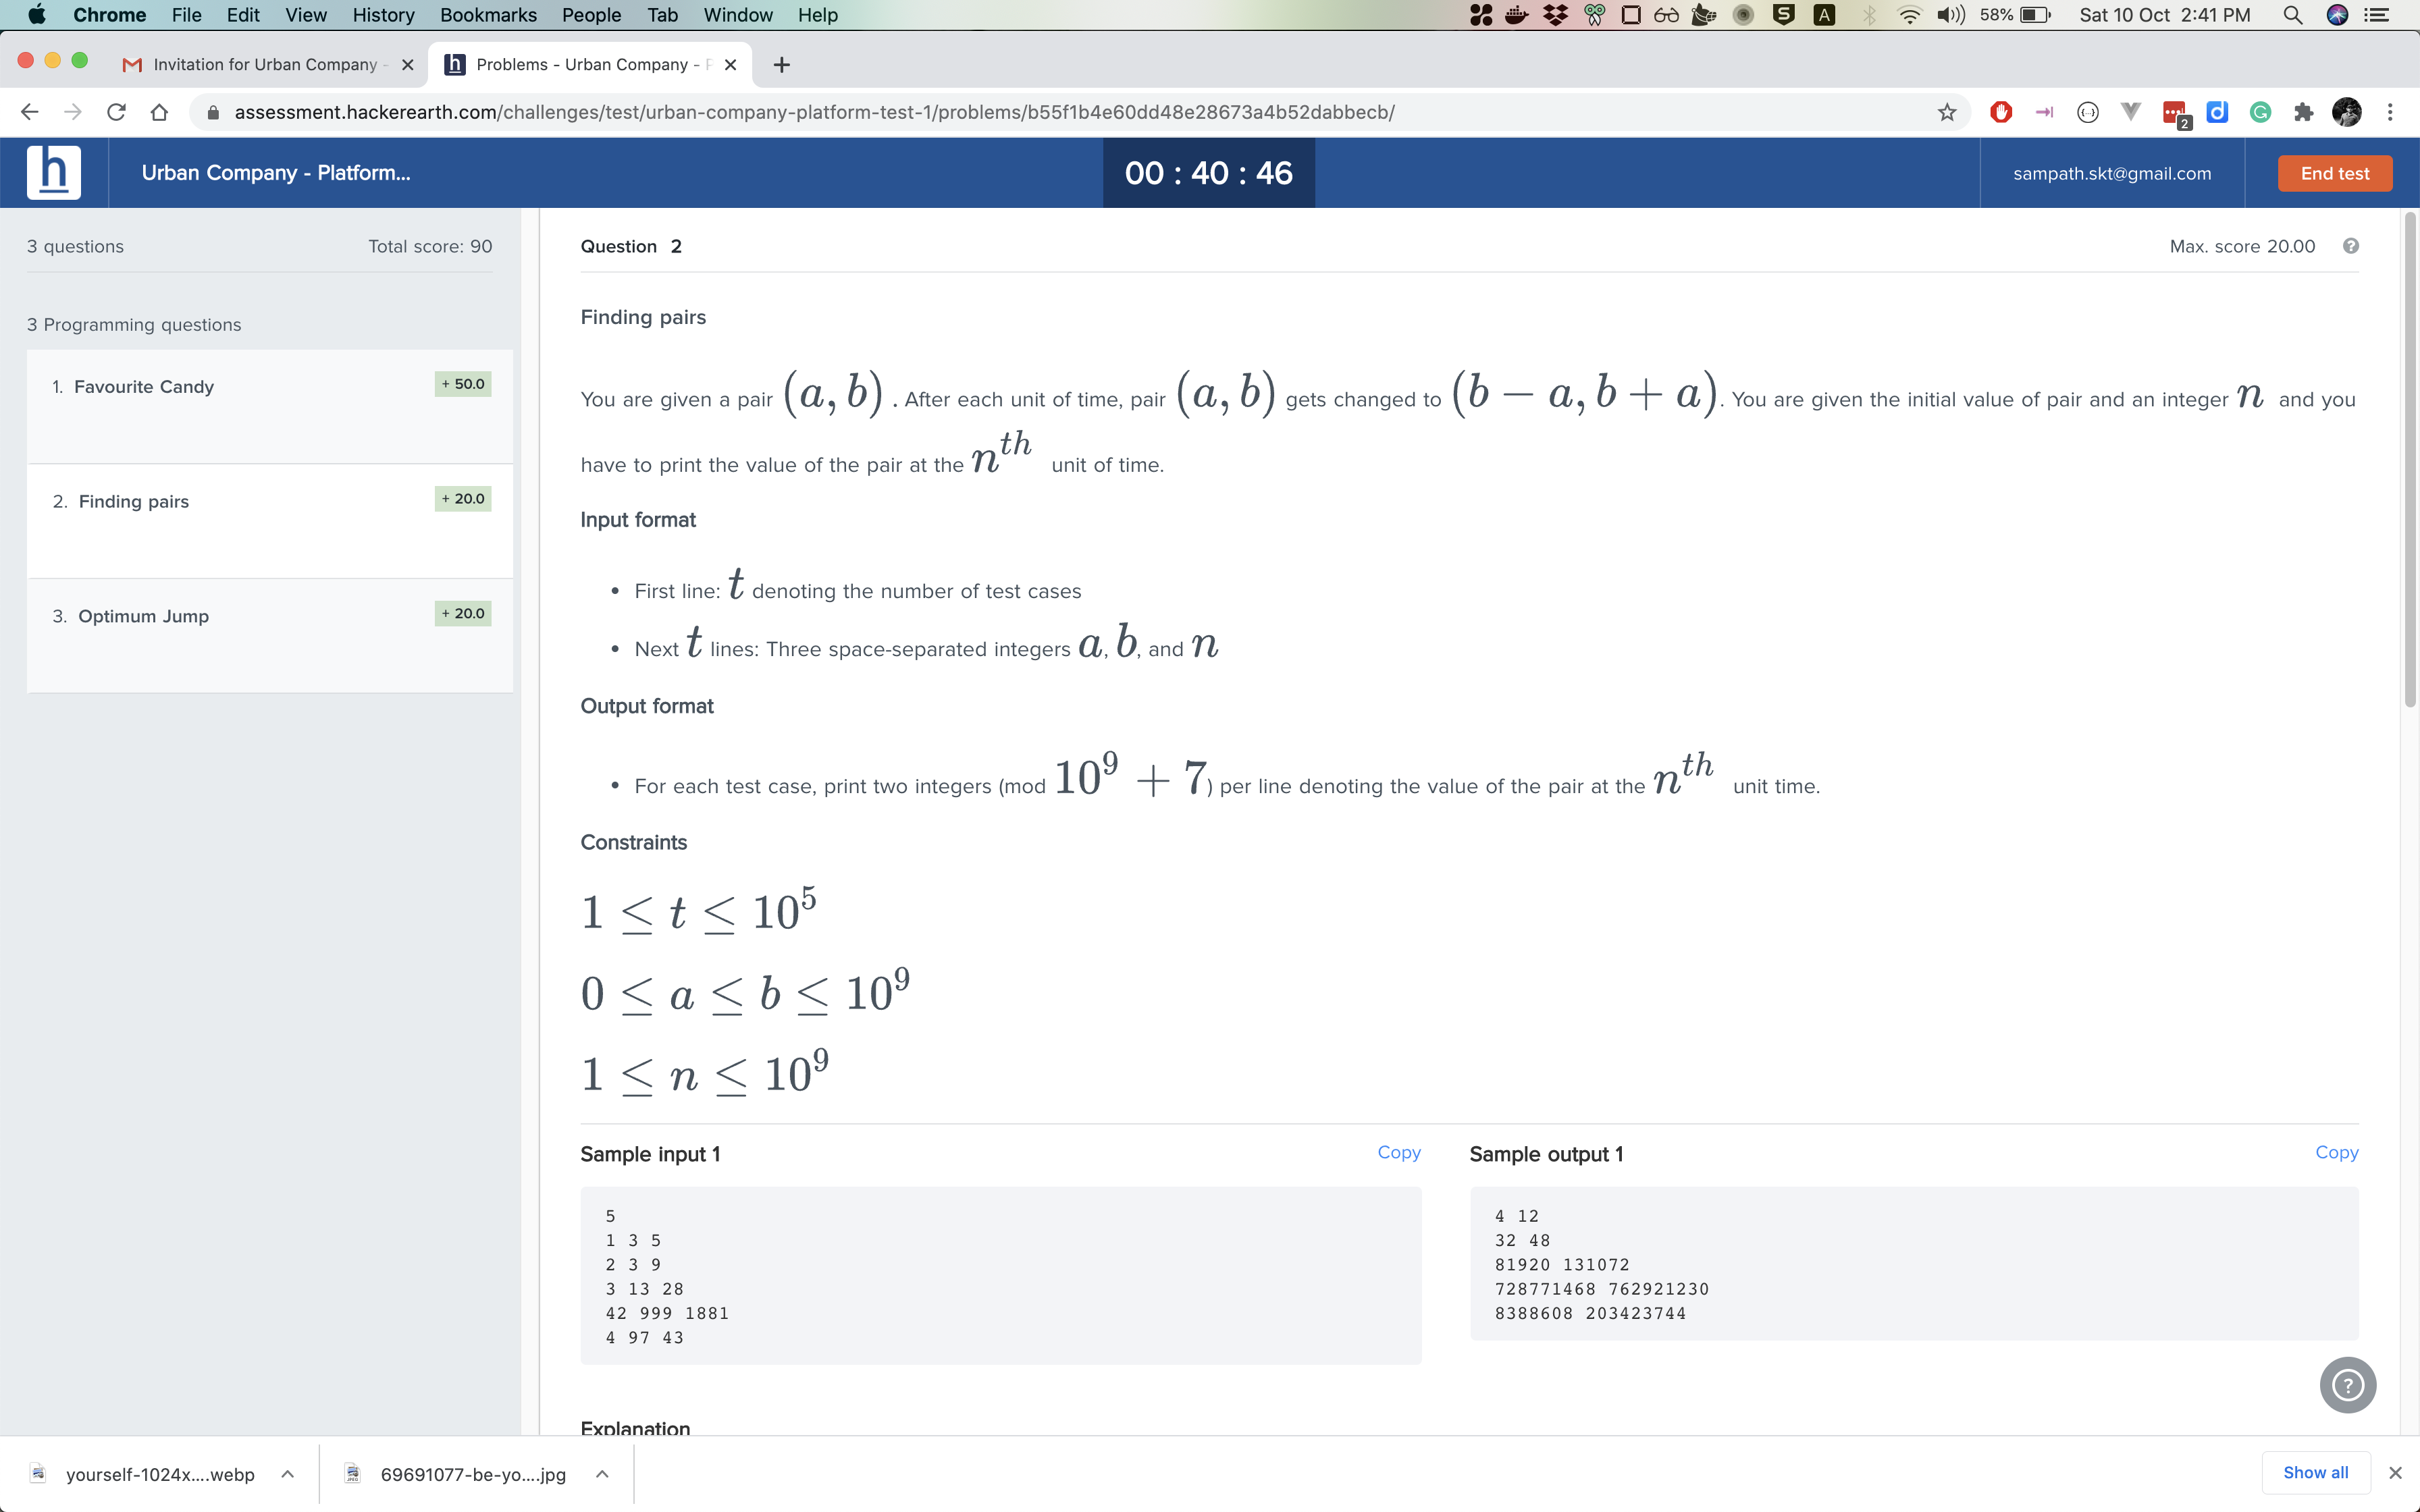 Chrome File Edit View History Bookmarks People Tab Window Help 58% Sat 10 Oct 2:41 PM
Invitation for Urban Company - Problems - Urban Company -
assessment.hackerearth.com/challenges/test/urban-company-platform-test-1/problems/b55f1b4e60dd48e28673a4b52dabbecb/
2
h Urban Company - Platform... 00 : 40 : 46 sampath.skt@gmail.com End test
3 questions Total score: 90
3 Programming questions
1. Favourite Candy + 50.0
2. Finding pairs + 20.0
3. Optimum Jump + 20.0
Question 2 Max. score 20.00 ?
Finding pairs
You are given a pair (a, b) . After each unit of time, pair (a, b) gets changed to (b − a, b + a). You are given the initial value of pair and an integer n and you
have to print the value of the pair at the n^th unit of time.
Input format
• First line: t denoting the number of test cases
• Next t lines: Three space-separated integers a, b, and n
Output format
• For each test case, print two integers (mod 10^9 + 7) per line denoting the value of the pair at the n^th unit time.
Constraints
1 ≤ t ≤ 10^5
0 ≤ a ≤ b ≤ 10^9
1 ≤ n ≤ 10^9
Sample input 1 Copy
5
1 3 5
2 3 9
3 13 28
42 999 1881
4 97 43
Sample output 1 Copy
4 12
32 48
81920 131072
728771468 762921230
8388608 203423744
Explanation
?
yourself-1024x....webp 69691077-be-yo....jpg Show all